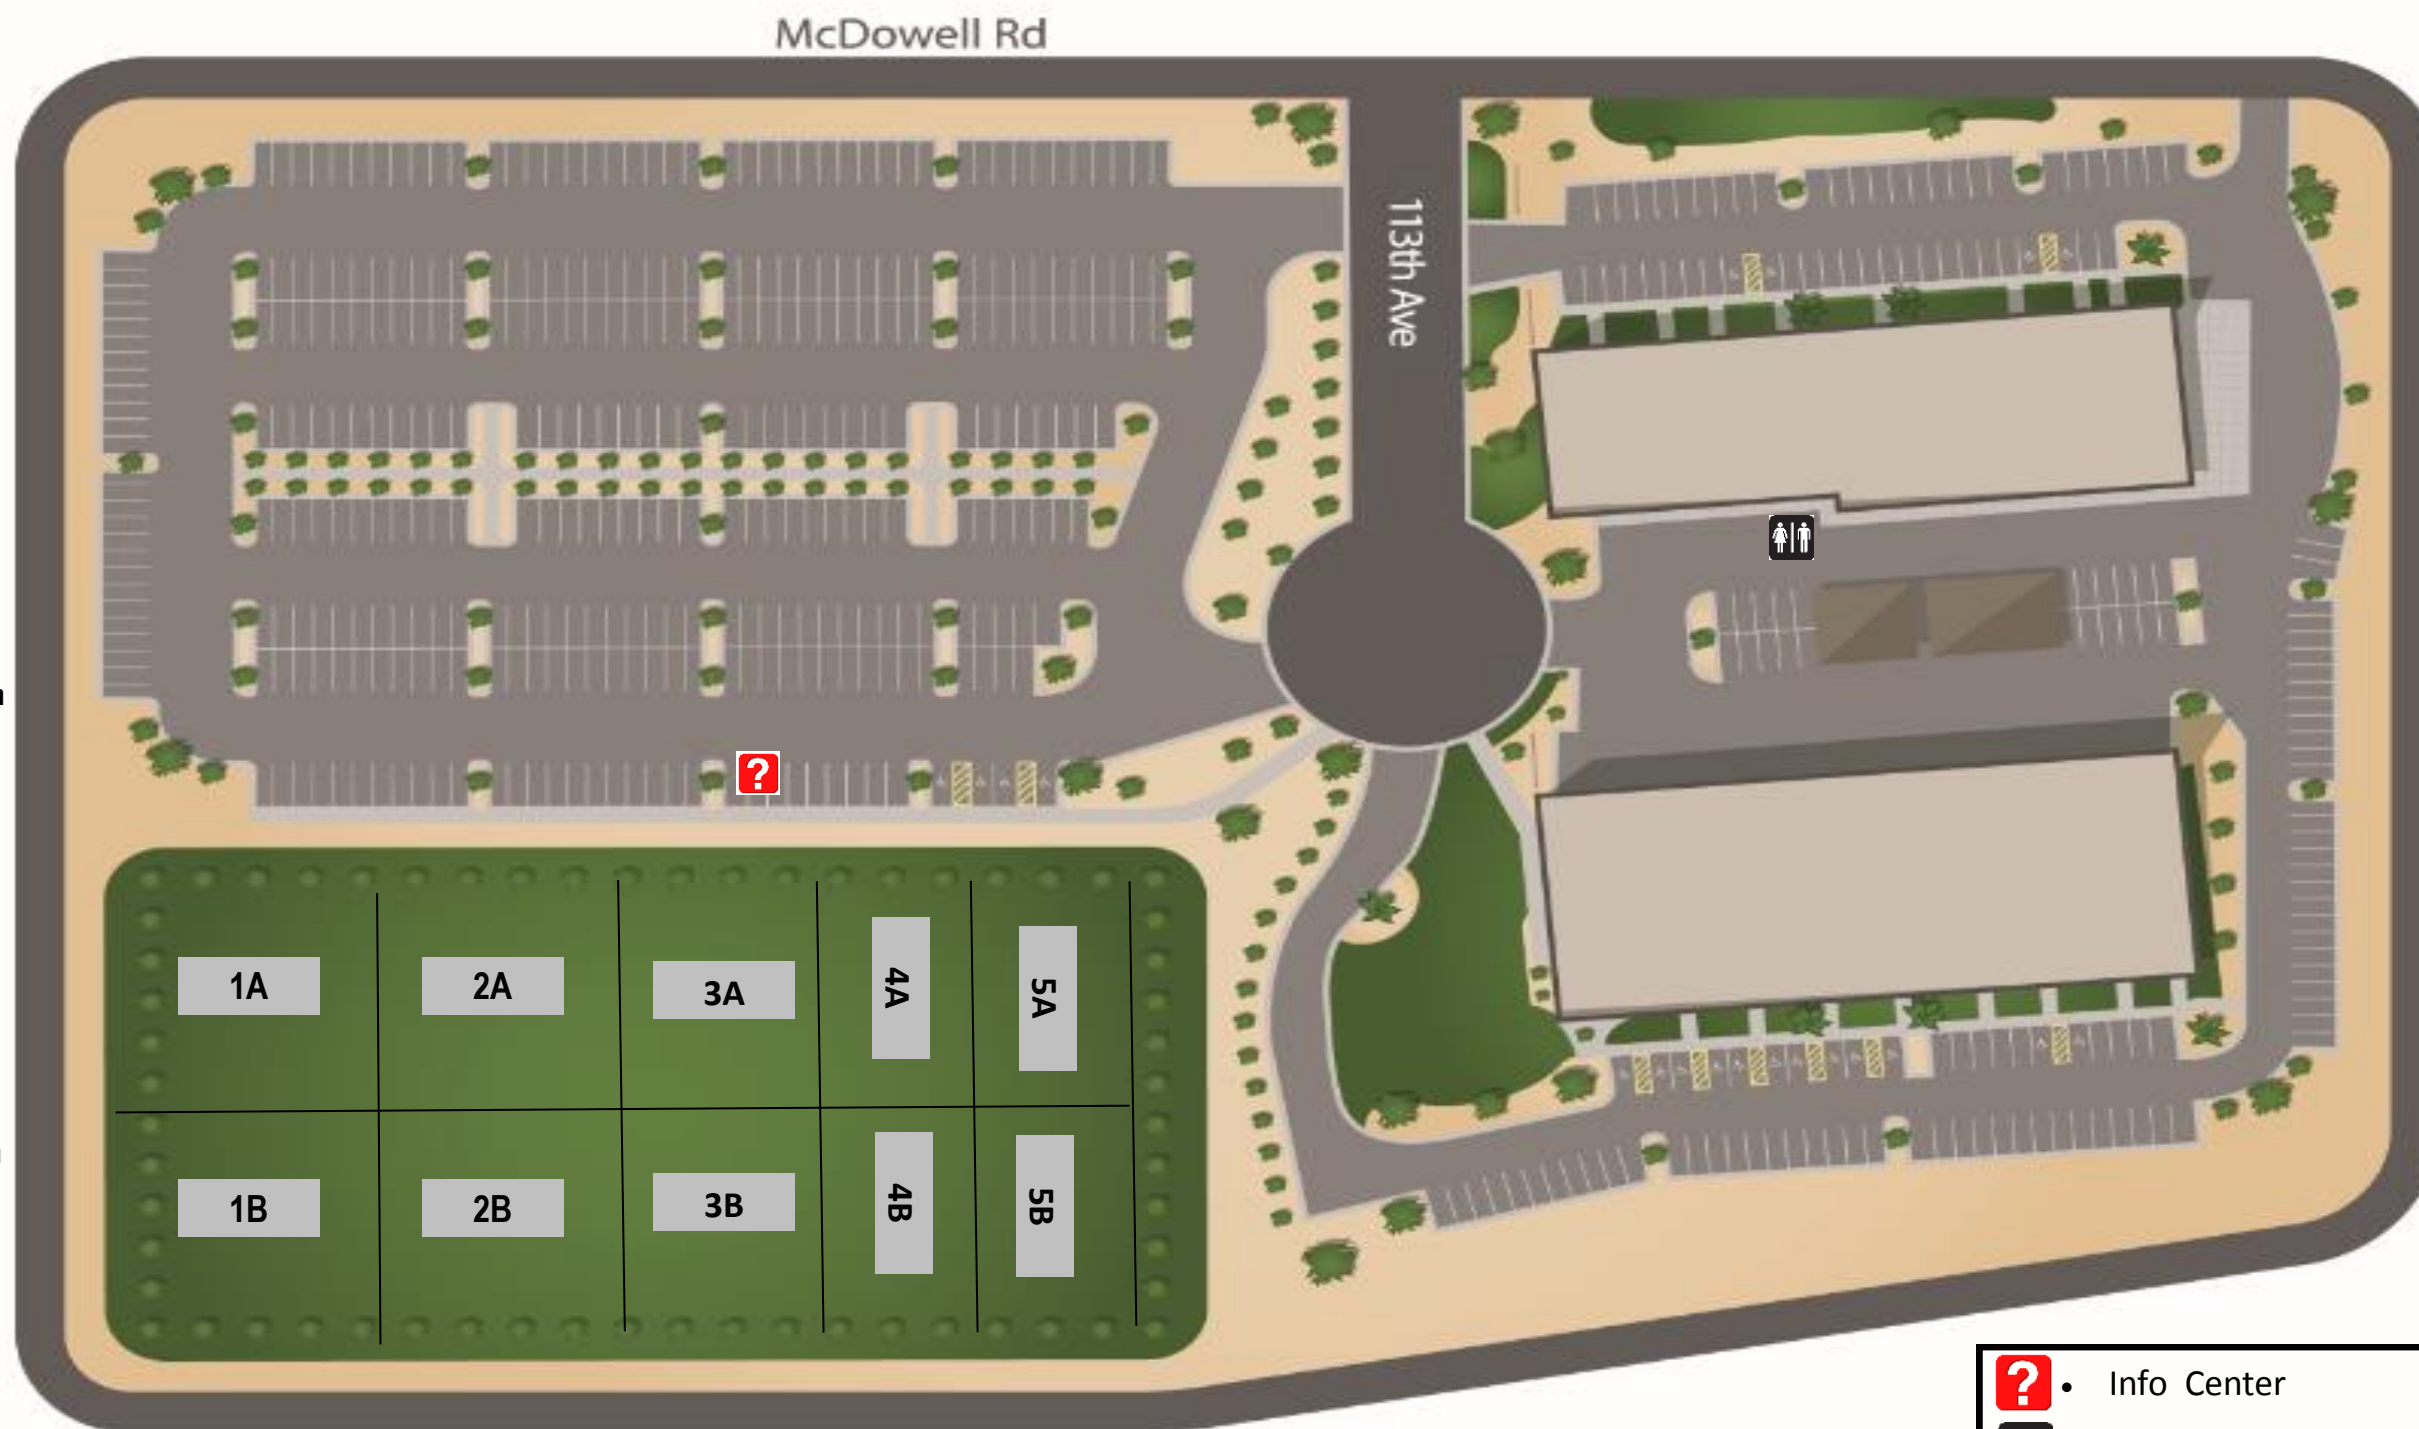 McDowell Rd
113th Ave
?
1A
2A
3A
4A
5A
1B
2B
3B
4B
5B
? • Info Center